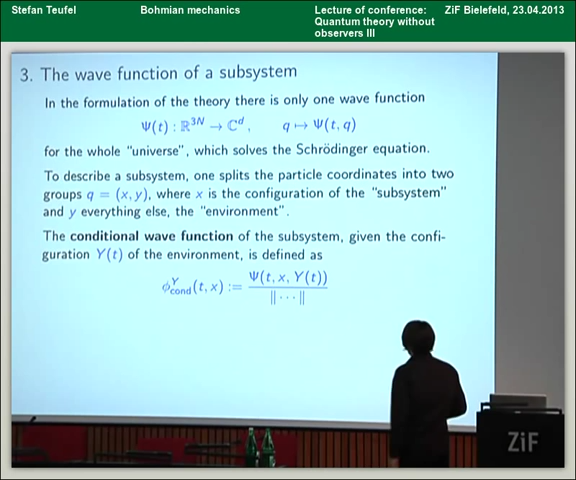 Stefan Teufel Bohmian mechanics Lecture of conference: ZiF Bielefeld, 23.04.2013
Quantum theory without
observers III
3. The wave function of a subsystem
In the formulation of the theory there is only one wave function
Ψ(t) : ℝ³ᴺ → ℂᵈ, q ↦ Ψ(t, q)
for the whole "universe", which solves the Schrödinger equation.
To describe a subsystem, one splits the particle coordinates into two
groups q = (x, y), where x is the configuration of the "subsystem"
and y everything else, the "environment".
The conditional wave function of the subsystem, given the confi-
guration Y(t) of the environment, is defined as
ϕ^Y_cond(t, x) := Ψ(t, x, Y(t)) / ‖ · · · ‖
ZiF